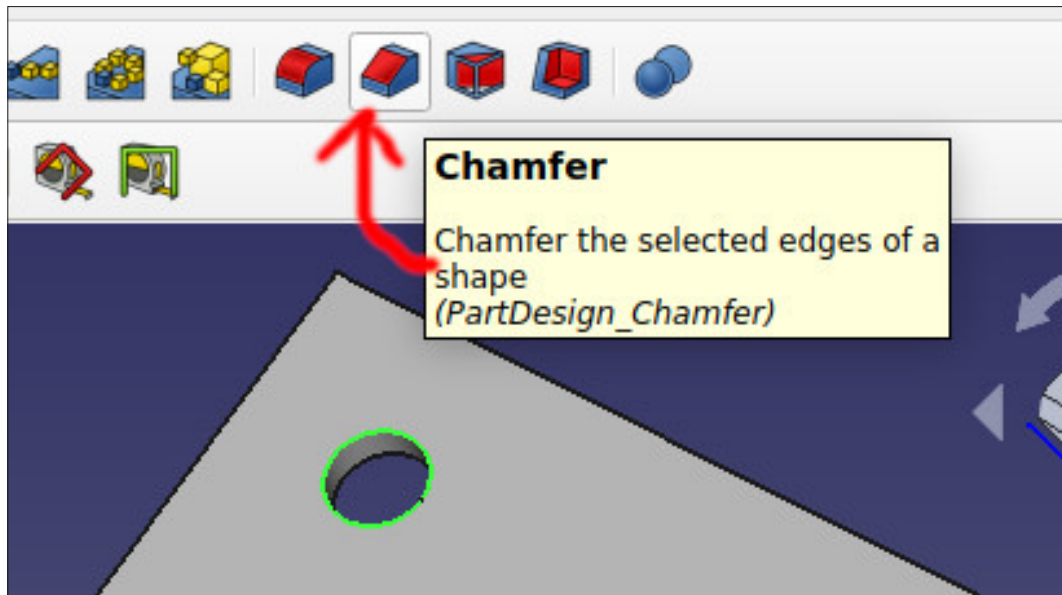 Chamfer
Chamfer the selected edges of a
shape
(PartDesign_Chamfer)